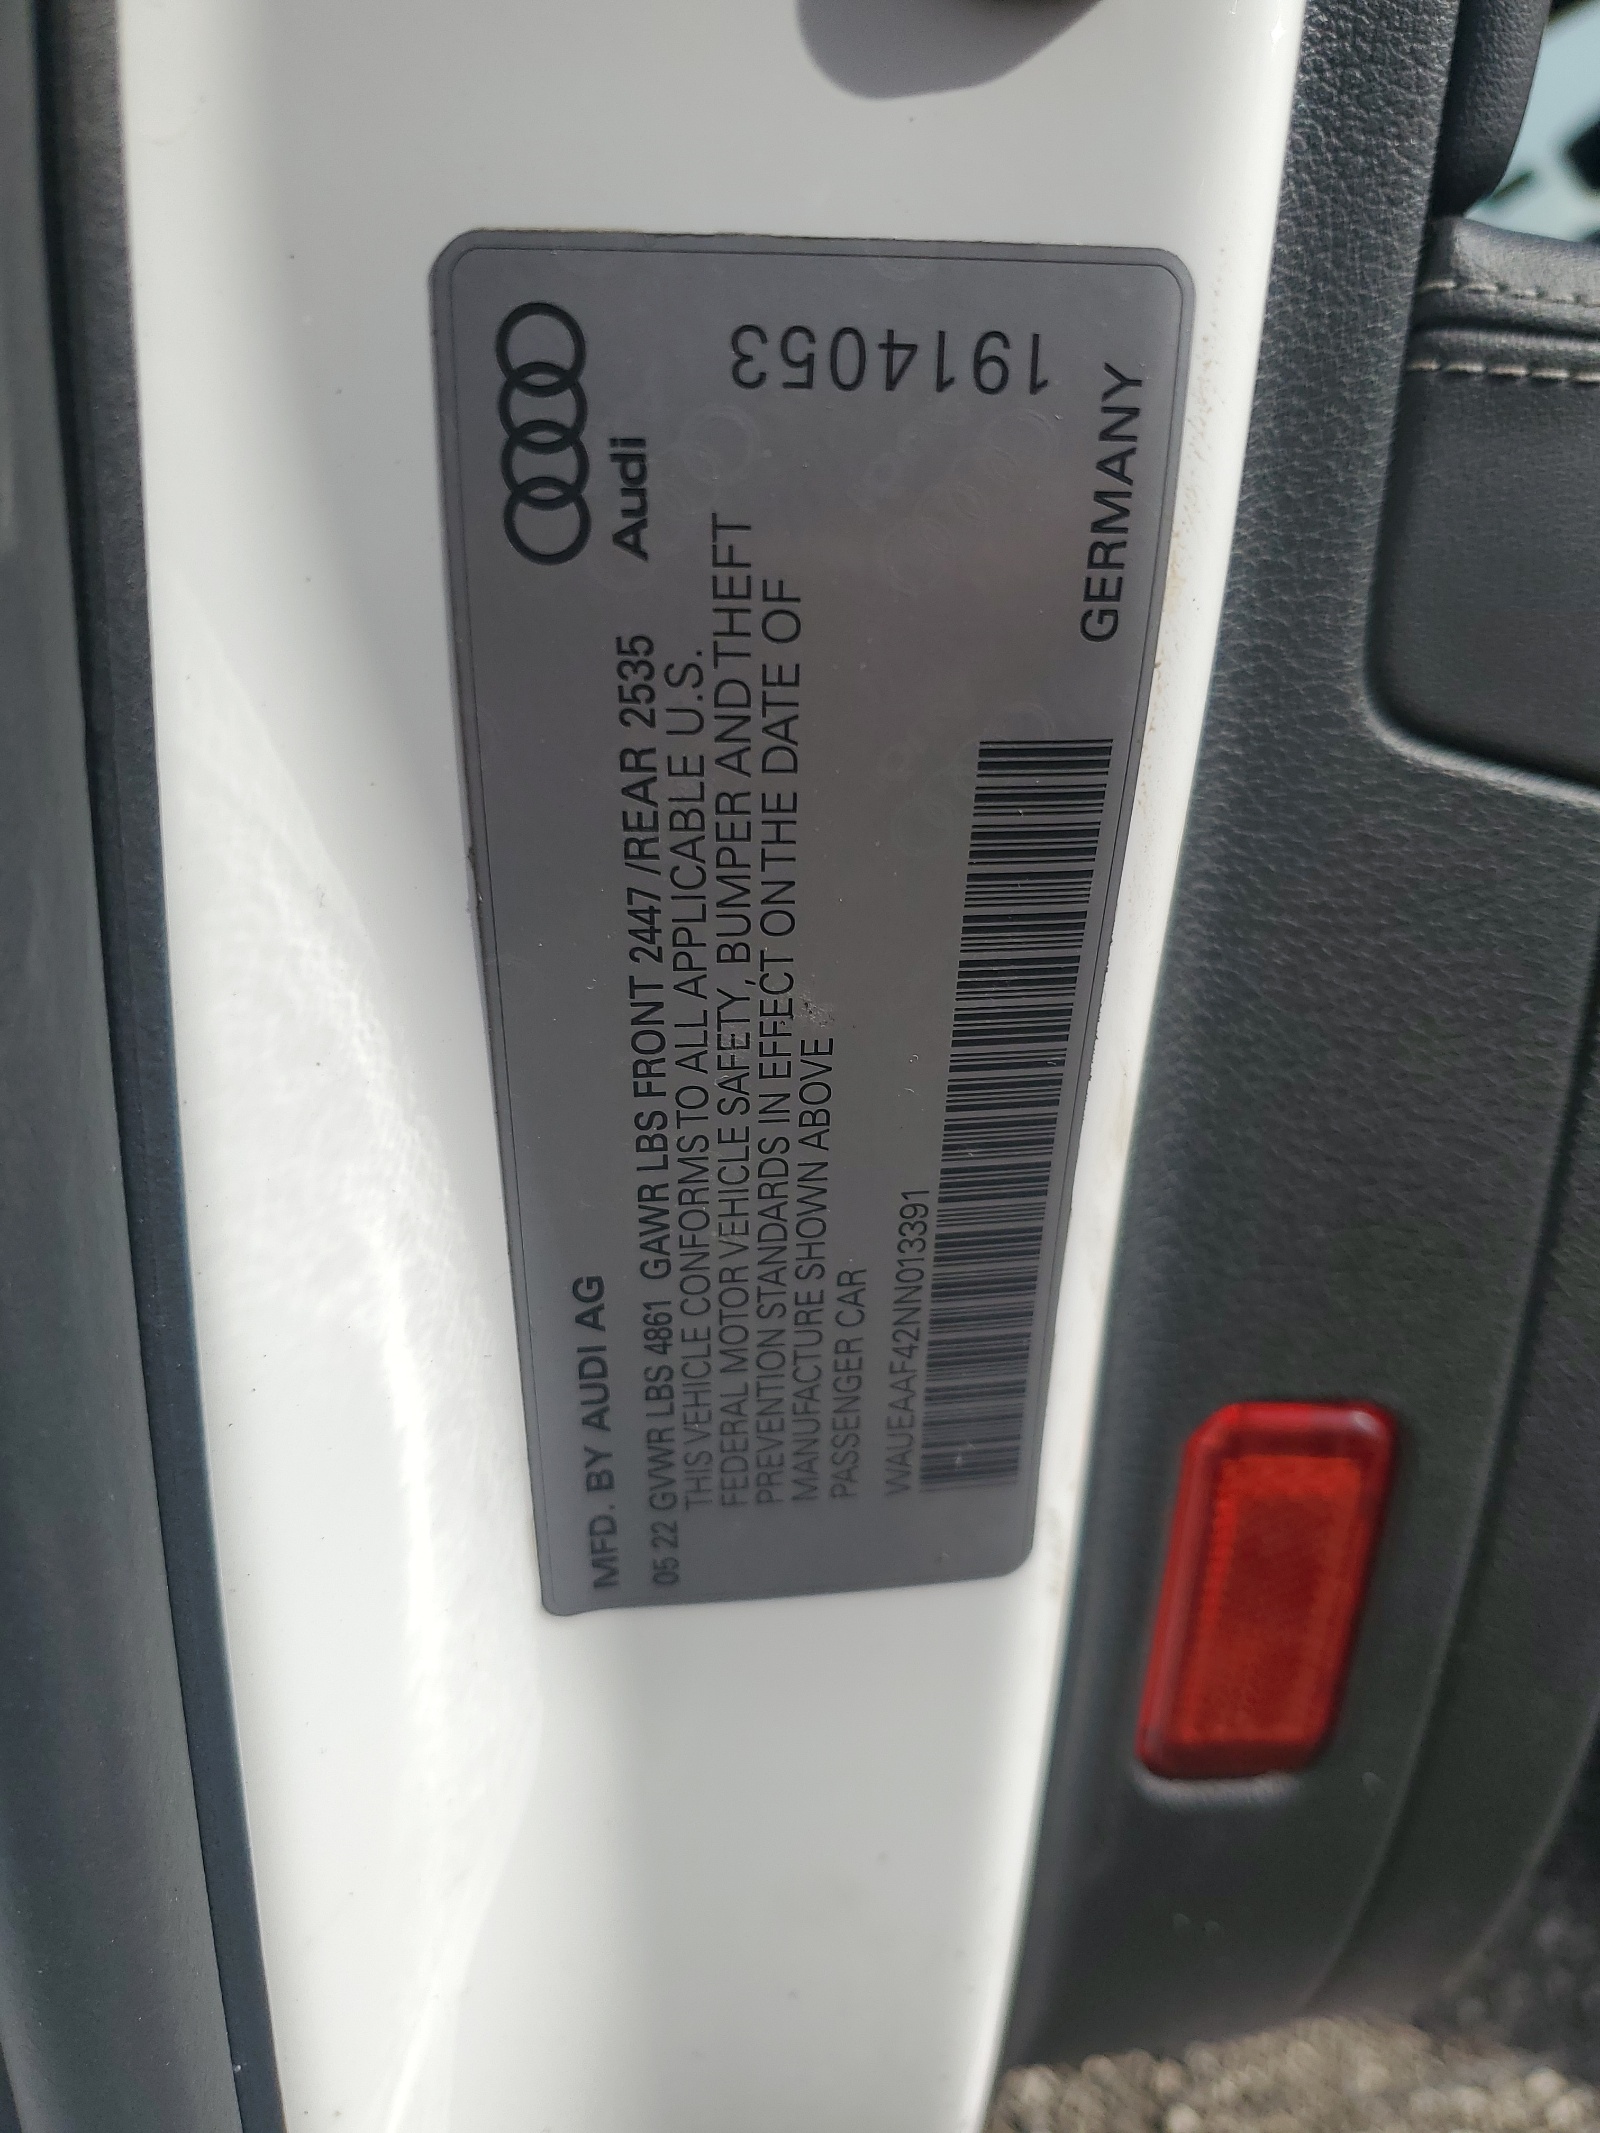 Audi
MFD. BY AUDI AG
05 22 GVWR LBS 4861 GAWR LBS FRONT 2447 /REAR 2535
THIS VEHICLE CONFORMS TO ALL APPLICABLE U.S.
FEDERAL MOTOR VEHICLE SAFETY, BUMPER AND THEFT
PREVENTION STANDARDS IN EFFECT ON THE DATE OF
MANUFACTURE SHOWN ABOVE
PASSENGER CAR
1914053
WAUEAAF42NN013391
GERMANY